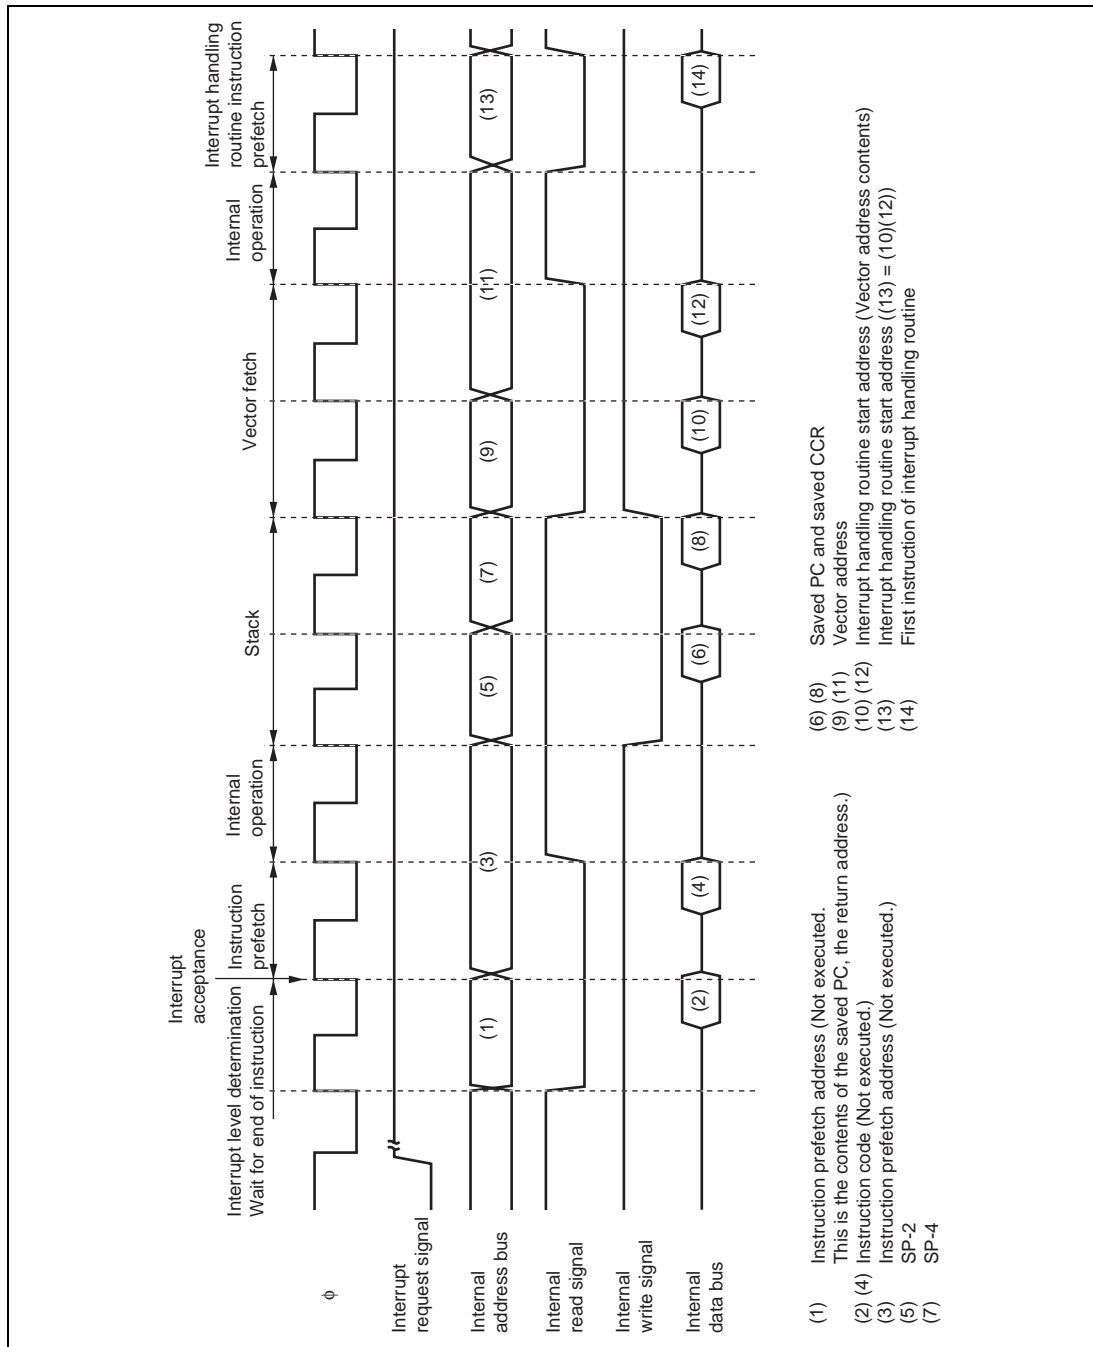 Interrupt level determination
Wait for end of instruction
Interrupt
acceptance
Instruction
prefetch
Internal
operation
Stack
Vector fetch
Internal
operation
Interrupt handling
routine instruction
prefetch
φ
Interrupt
request signal
Internal
address bus
(1)
(3)
(5)
(7)
(9)
(11)
(13)
Internal
read signal
Internal
write signal
Internal
data bus
(2)
(4)
(6)
(8)
(10)
(12)
(14)
(1) Instruction prefetch address (Not executed.
This is the contents of the saved PC, the return address.)
(2) (4) Instruction code (Not executed.)
(3) Instruction prefetch address (Not executed.)
(5) SP-2
(7) SP-4
(6) (8) Saved PC and saved CCR
(9) (11) Vector address
(10) (12) Interrupt handling routine start address (Vector address contents)
(13) Interrupt handling routine start address ((13) = (10)(12))
(14) First instruction of interrupt handling routine